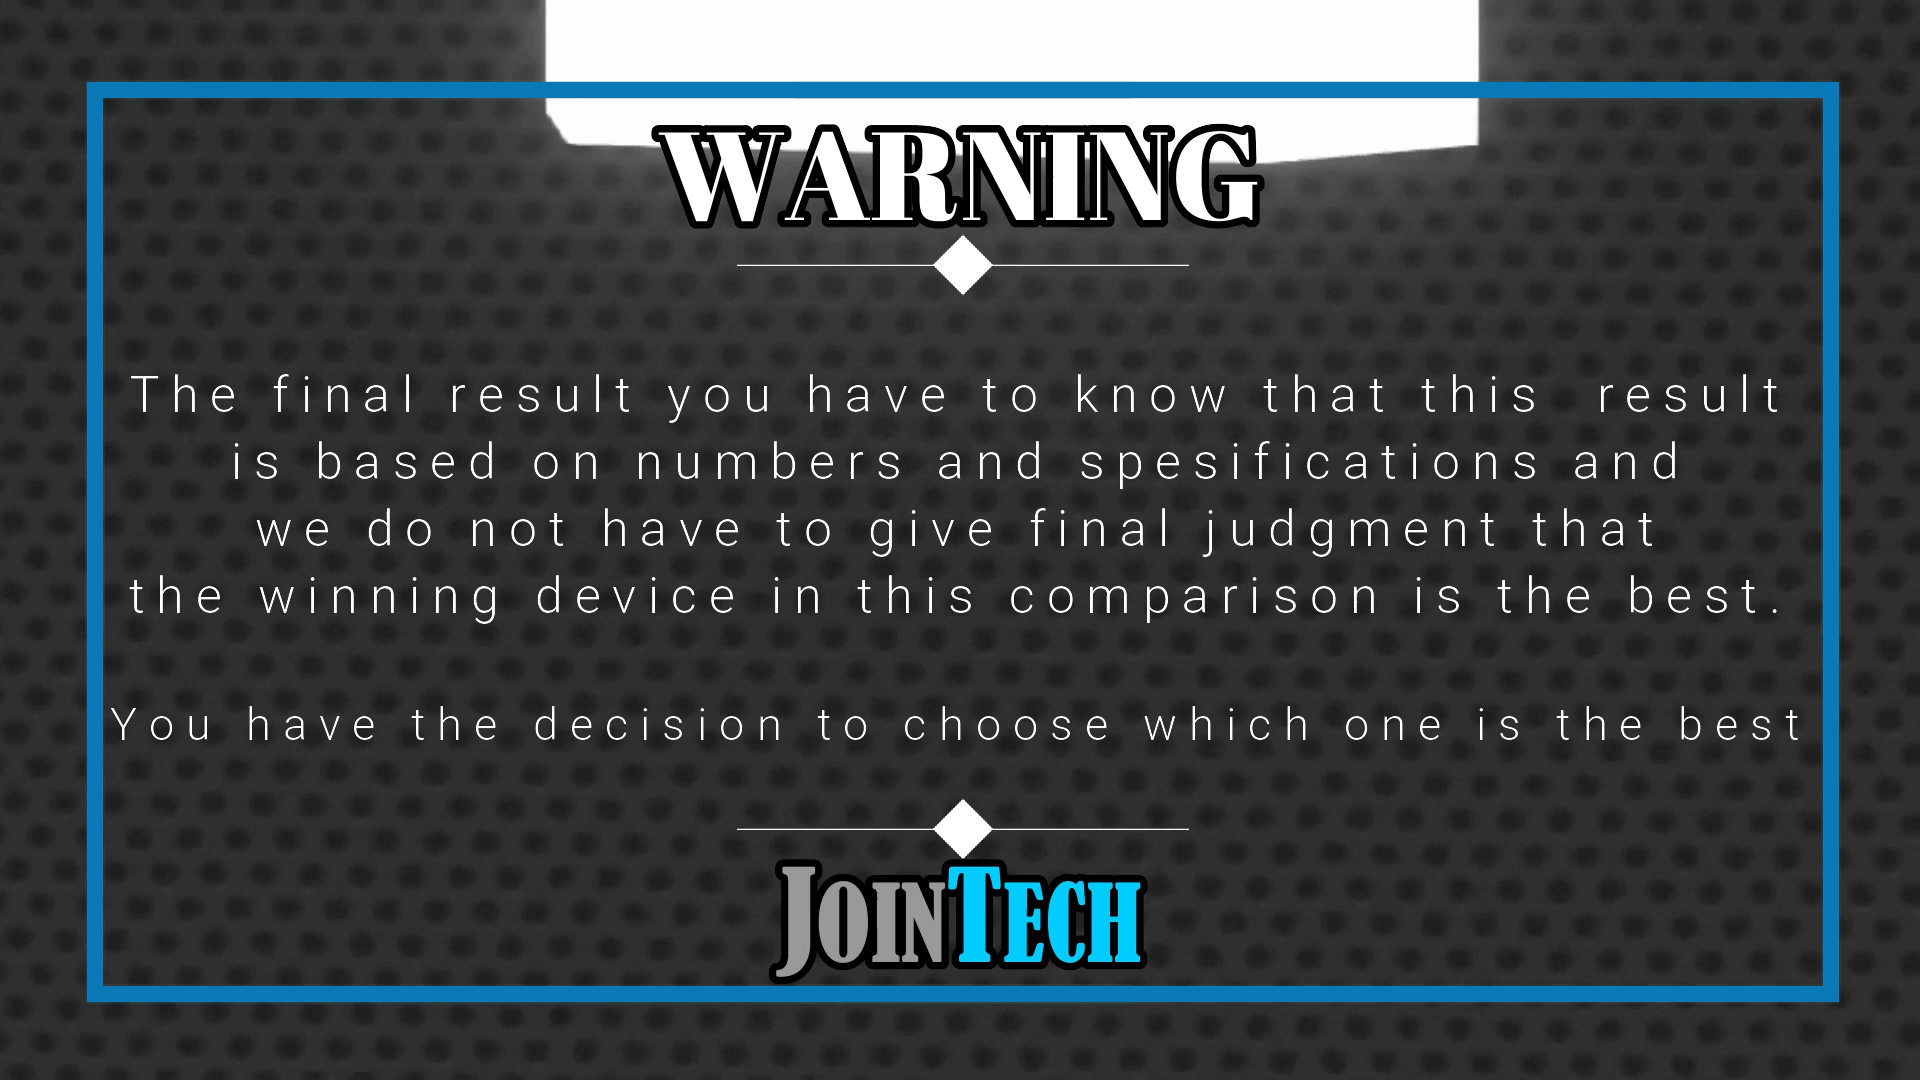 WARNING
The final result you have to know that this result
is based on numbers and spesifications and
we do not have to give final judgment that
the winning device in this comparison is the best.
You have the decision to choose which one is the best
JOINTECH